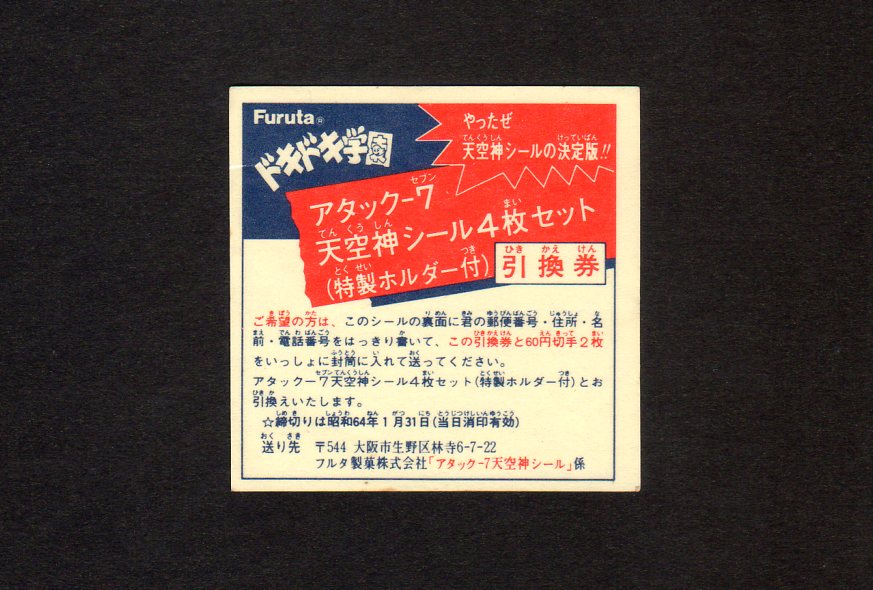 Furuta®
ドキドキ学園
やったぜ
天空神シールの決定版!!
アタック−7
天空神シール4枚セット
(特製ホルダー付)
引換券
ご希望の方は、このシールの裏面に君の郵便番号・住所・名
前・電話番号をはっきり書いて、この引換券と60円切手2枚
をいっしょに封筒に入れて送ってください。
アタック−7天空神シール4枚セット(特製ホルダー付)とお
引換えいたします。
☆締切りは昭和64年1月31日(当日消印有効)
送り先 〒544 大阪市生野区林寺6-7-22
フルタ製菓株式会社「アタック−7天空神シール」係